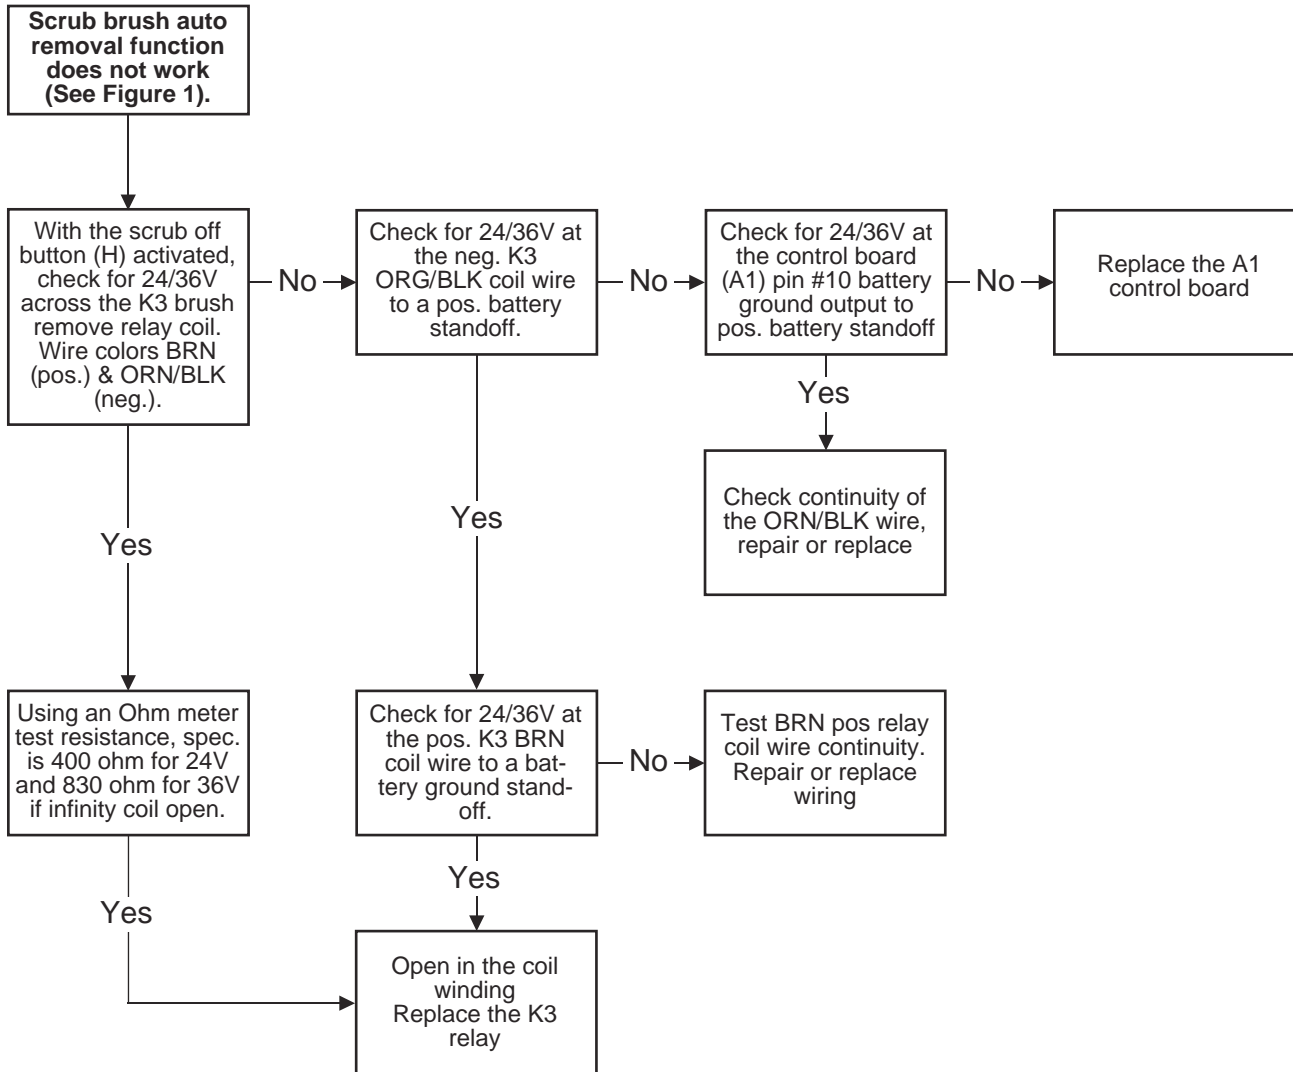 Scrub brush auto
removal function
does not work
(See Figure 1).
With the scrub off
button (H) activated,
check for 24/36V
across the K3 brush
remove relay coil.
Wire colors BRN
(pos.) & ORN/BLK
(neg.).
No
Check for 24/36V at
the neg. K3
ORG/BLK coil wire
to a pos. battery
standoff.
No
Check for 24/36V at
the control board
(A1) pin #10 battery
ground output to
pos. battery standoff
No
Replace the A1
control board
Yes
Check continuity of
the ORN/BLK wire,
repair or replace
Yes
Yes
Using an Ohm meter
test resistance, spec.
is 400 ohm for 24V
and 830 ohm for 36V
if infinity coil open.
Check for 24/36V at
the pos. K3 BRN
coil wire to a bat-
tery ground stand-
off.
No
Test BRN pos relay
coil wire continuity.
Repair or replace
wiring
Yes
Yes
Open in the coil
winding
Replace the K3
relay